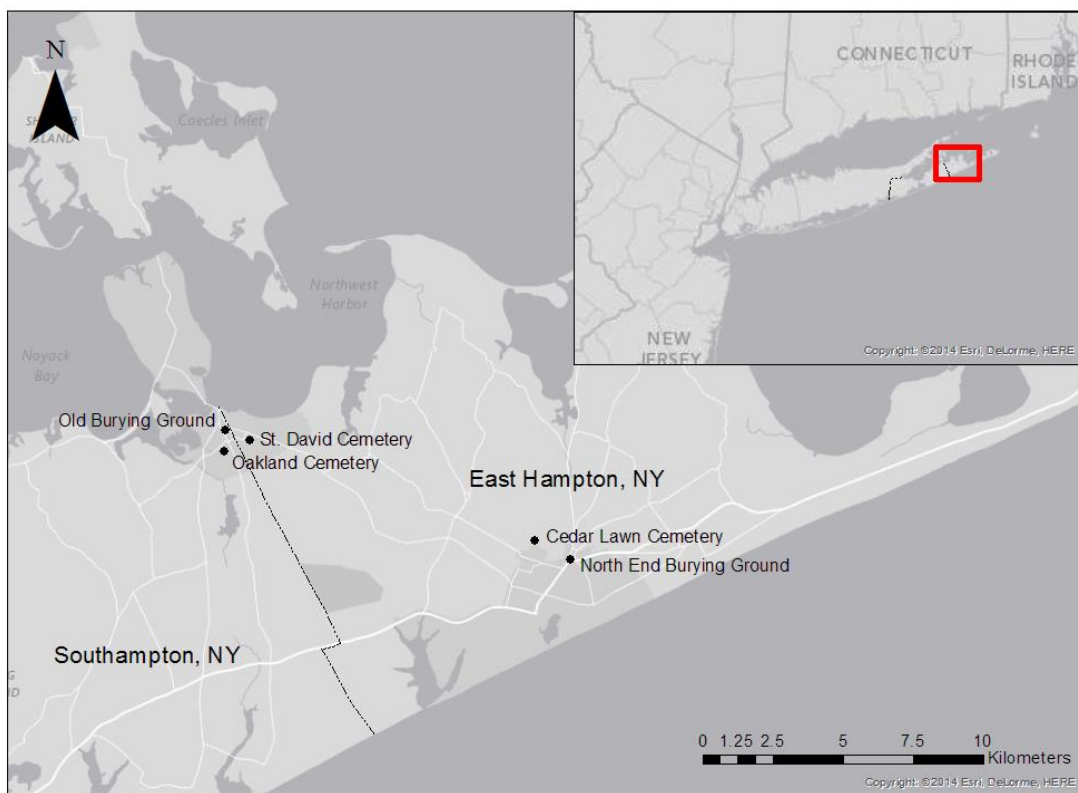 N
ISLAND
Coecles Inlet
Northwest
Harbor
Noyack
Bay
Old Burying Ground
St. David Cemetery
Oakland Cemetery
East Hampton, NY
Cedar Lawn Cemetery
North End Burying Ground
Southampton, NY
CONNECTICUT
RHODE
ISLAND
NEW
JERSEY
Copyright: ©2014 Esri, DeLorme, HERE
0 1.25 2.5 5 7.5 10
Kilometers
Copyright: ©2014 Esri, DeLorme, HERE